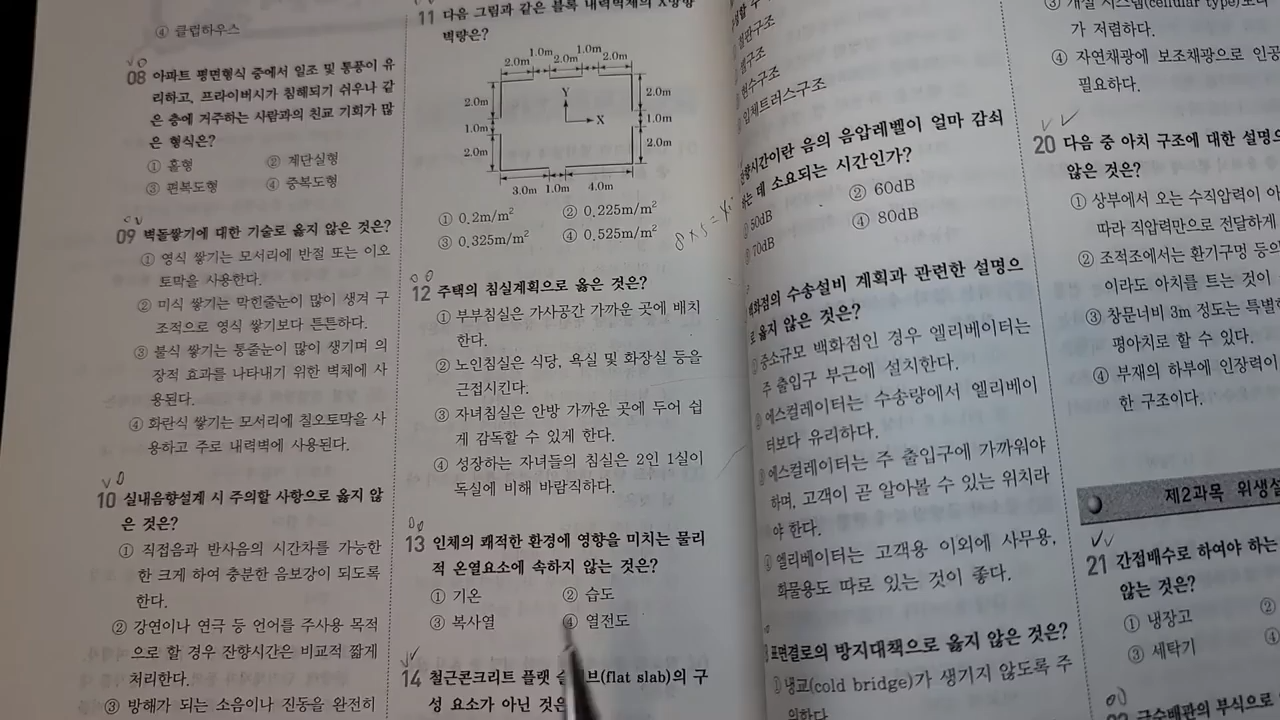 ④ 클럽하우스
08 아파트 평면형식 중에서 일조 및 통풍이 유
리하고, 프라이버시가 침해되기 쉬우나 같
은 층에 거주하는 사람과의 친교 기회가 많
은 형식은?
① 홀형 ② 계단실형
③ 편복도형 ④ 중복도형
09 벽돌쌓기에 대한 기술로 옳지 않은 것은?
① 영식 쌓기는 모서리에 반절 또는 이오
토막을 사용한다.
② 미식 쌓기는 막힌줄눈이 많이 생겨 구
조적으로 영식 쌓기보다 튼튼하다.
③ 불식 쌓기는 통줄눈이 많이 생기며 의
장적 효과를 나타내기 위한 벽체에 사
용된다.
④ 화란식 쌓기는 모서리에 칠오토막을 사
용하고 주로 내력벽에 사용된다.
10 실내음향설계 시 주의할 사항으로 옳지 않
은 것은?
① 직접음과 반사음의 시간차를 가능한
한 크게 하여 충분한 음보강이 되도록
한다.
② 강연이나 연극 등 언어를 주사용 목적
으로 할 경우 잔향시간은 비교적 짧게
처리한다.
③ 방해가 되는 소음이나 진동을 완전히
11 다음 그림과 같은 블록 내력벽체의 X방향
벽량은?
1.0m 1.0m
2.0m 2.0m 2.0m
2.0m Y 2.0m
1.0m X 1.0m
2.0m 2.0m
3.0m 1.0m 4.0m
① 0.2m/m² ② 0.225m/m²
③ 0.325m/m² ④ 0.525m/m²
8 × 5 =
12 주택의 침실계획으로 옳은 것은?
① 부부침실은 가사공간 가까운 곳에 배치
한다.
② 노인침실은 식당, 욕실 및 화장실 등을
근접시킨다.
③ 자녀침실은 안방 가까운 곳에 두어 쉽
게 감독할 수 있게 한다.
④ 성장하는 자녀들의 침실은 2인 1실이
독실에 비해 바람직하다.
13 인체의 쾌적한 환경에 영향을 미치는 물리
적 온열요소에 속하지 않는 것은?
① 기온 ② 습도
③ 복사열 ④ 열전도
14 철근콘크리트 플랫 슬래브(flat slab)의 구
성 요소가 아닌 것은
절판구조
현수구조
입체트러스구조
잔향시간이란 음의 음압레벨이 얼마 감쇠
하는 데 소요되는 시간인가?
50dB ② 60dB
70dB ④ 80dB
백화점의 수송설비 계획과 관련한 설명으
로 옳지 않은 것은?
중소규모 백화점인 경우 엘리베이터는
주 출입구 부근에 설치한다.
에스컬레이터는 수송량에서 엘리베이
터보다 유리하다.
에스컬레이터는 주 출입구에 가까워야
하며, 고객이 곧 알아볼 수 있는 위치라
야 한다.
엘리베이터는 고객용 이외에 사무용,
화물용도 따로 있는 것이 좋다.
표면결로의 방지대책으로 옳지 않은 것은?
냉교(cold bridge)가 생기지 않도록 주
의한다.
③ 개실 시스템(cellular type)보다
가 저렴하다.
④ 자연채광에 보조채광으로 인공
필요하다.
20 다음 중 아치 구조에 대한 설명으
않은 것은?
① 상부에서 오는 수직압력이 아
따라 직압력만으로 전달하게
② 조적조에서는 환기구멍 등의
이라도 아치를 트는 것이
③ 창문너비 3m 정도는 특별
평아치로 할 수 있다.
④ 부재의 하부에 인장력이
한 구조이다.
제2과목 위생설
21 간접배수로 하여야 하는
않는 것은?
① 냉장고 ②
③ 세탁기
급수배관의 부식으로